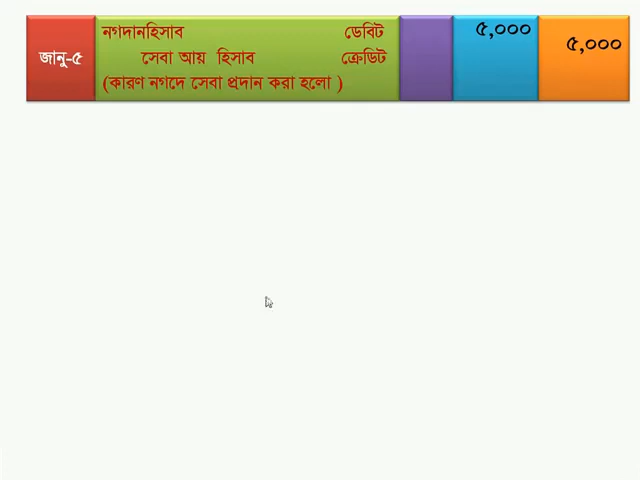 জানু-৫
নগদানহিসাব ডেবিট
সেবা আয় হিসাব ক্রেডিট
(কারণ নগদে সেবা প্রদান করা হলো )
৫,০০০
৫,০০০